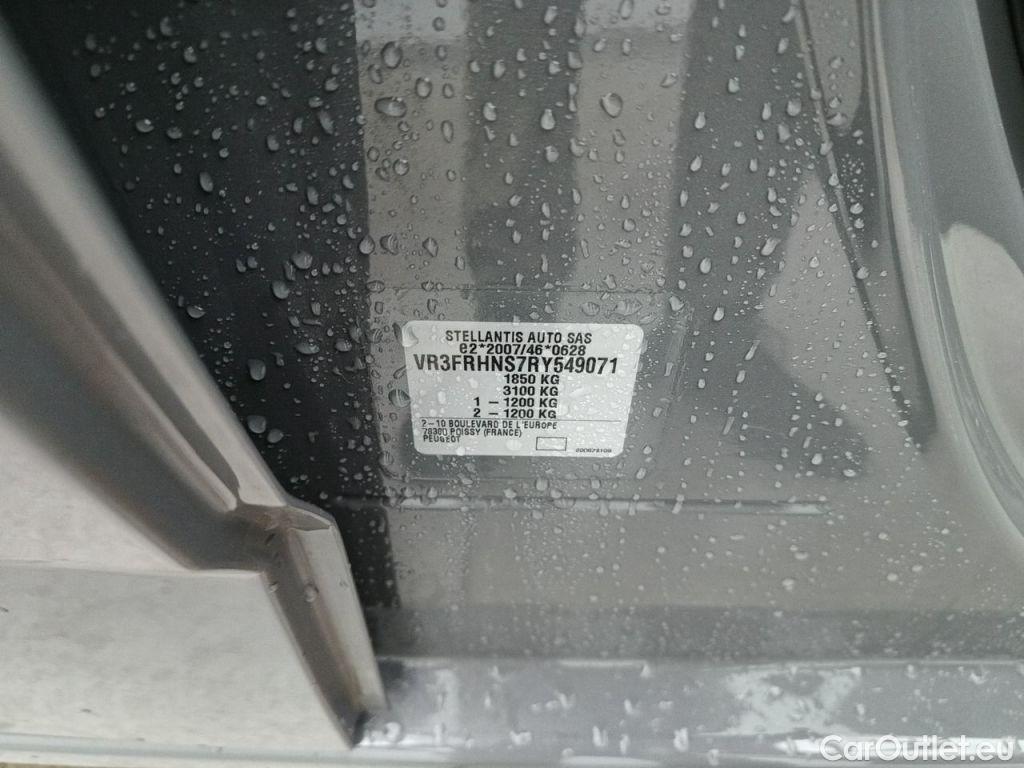 STELLANTIS AUTO SAS
e2*2007/46*0628
VR3FRHNS7RY549071
1850 KG
3100 KG
1 – 1200 KG
2 – 1200 KG
2–10 BOULEVARD DE L'EUROPE
78300 POISSY (FRANCE)
PEUGEOT
CarOutlet.eu